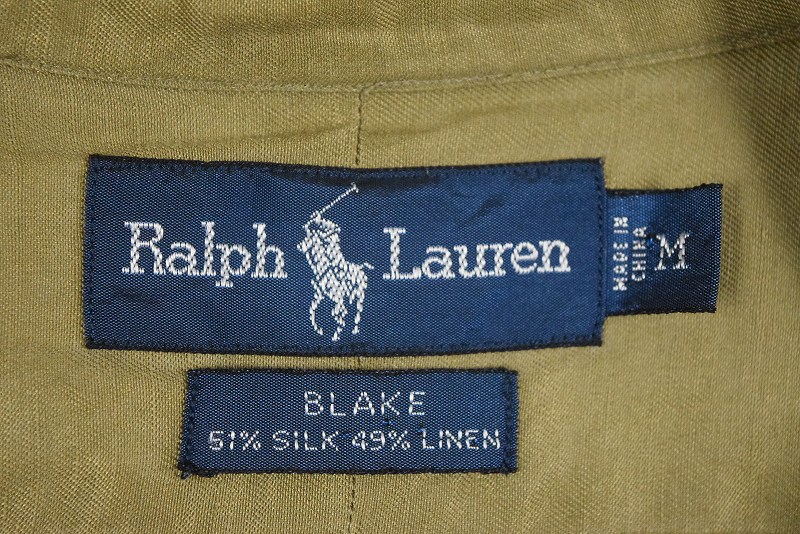 Ralph Lauren
MADE IN
CHINA
M
BLAKE
51% SILK 49% LINEN